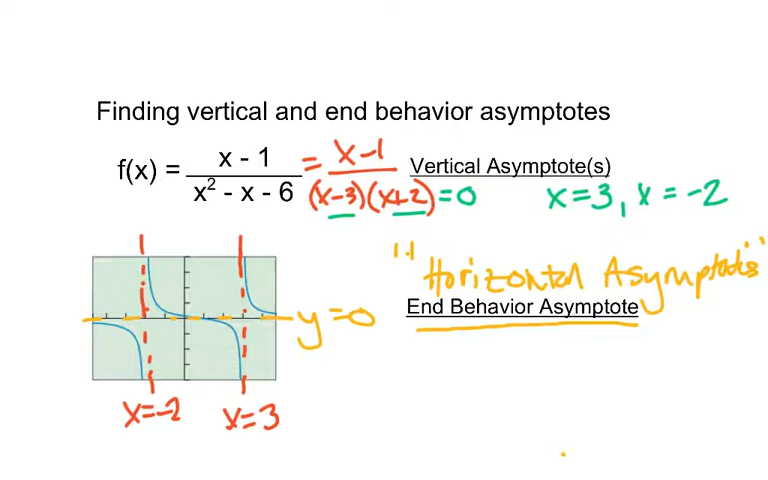 Finding vertical and end behavior asymptotes
f(x) = x - 1 / x² - x - 6 = x-1 / (x-3)(x+2) = 0
Vertical Asymptote(s)
x=3, x=-2
"Horizontal Asymptotes"
End Behavior Asymptote
y=0
x=-2 x=3